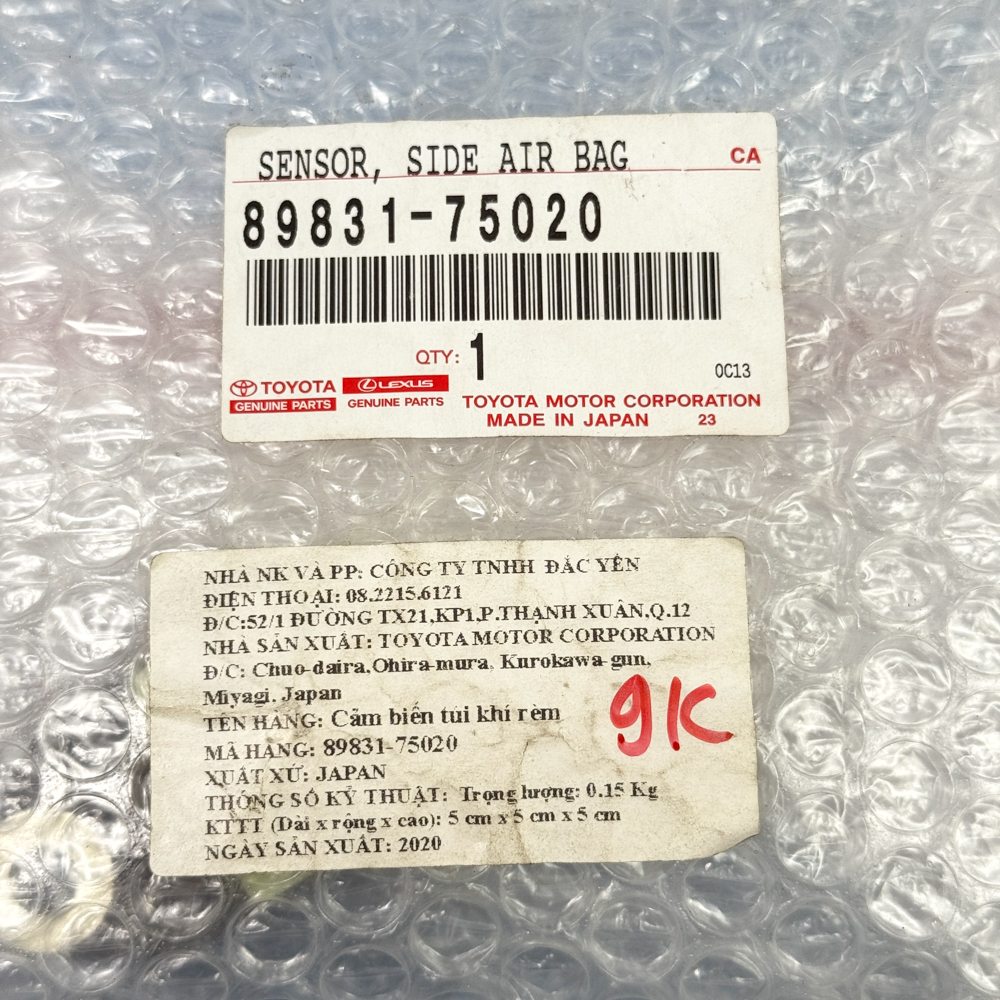 SENSOR, SIDE AIR BAG CA
89831-75020
QTY: 1
0C13
TOYOTA LEXUS
GENUINE PARTS GENUINE PARTS
TOYOTA MOTOR CORPORATION
MADE IN JAPAN 23
NHÀ NK VÀ PP: CÔNG TY TNHH ĐẮC YẾN
ĐIỆN THOẠI: 08.2215.6121
Đ/C:52/1 ĐƯỜNG TX21,KP1,P.THẠNH XUÂN,Q.12
NHÀ SẢN XUẤT: TOYOTA MOTOR CORPORATION
Đ/C: Chuo-daira,Ohira-mura, Kurokawa-gun,
Miyagi. Japan
TÊN HÀNG: Cảm biến túi khí rèm
MÃ HÀNG: 89831-75020
XUẤT XỨ: JAPAN
THÔNG SỐ KỸ THUẬT: Trọng lượng: 0.15 Kg
KTTT (Dài x rộng x cao): 5 cm x 5 cm x 5 cm
NGÀY SẢN XUẤT: 2020
9K